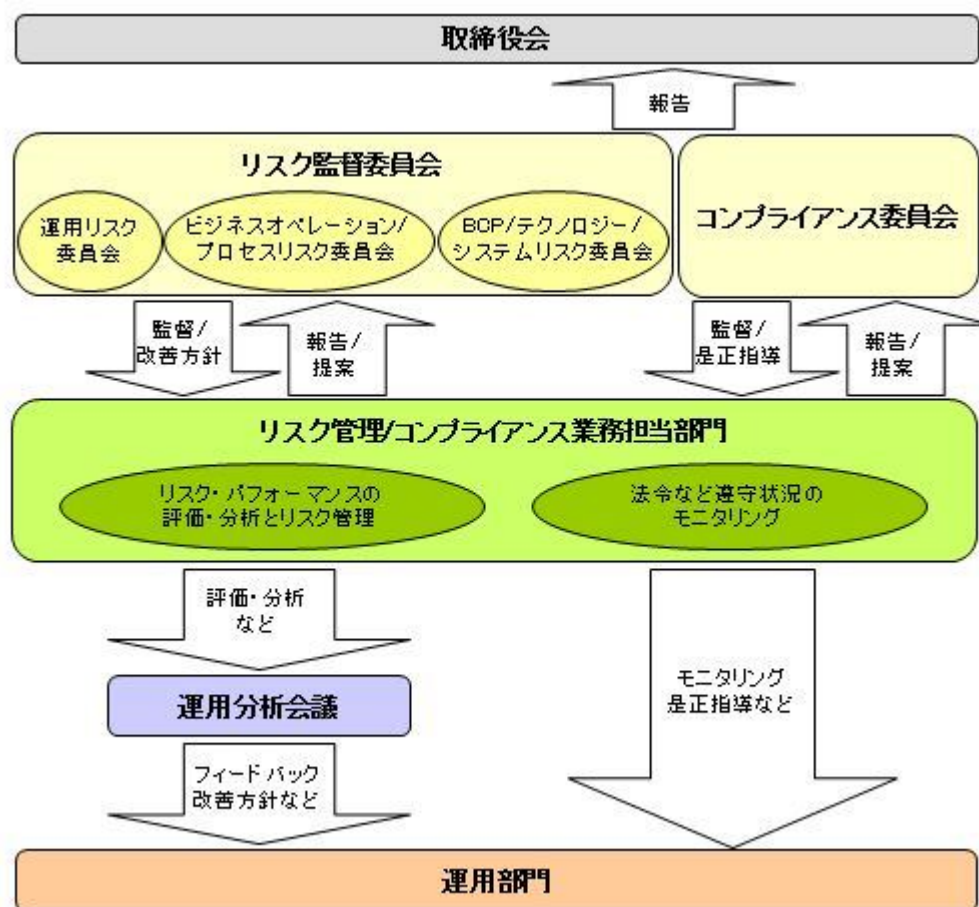 取締役会
報告
リスク監督委員会
運用リスク
委員会
ビジネスオペレーション/
プロセスリスク委員会
BCP/テクノロジー/
システムリスク委員会
コンプライアンス委員会
監督/
改善方針
報告/
提案
監督/
是正指導
報告/
提案
リスク管理/コンプライアンス業務担当部門
リスク・パフォーマンスの
評価・分析とリスク管理
法令など遵守状況の
モニタリング
評価・分析
など
運用分析会議
モニタリング
是正指導など
フィードバック
改善方針など
運用部門